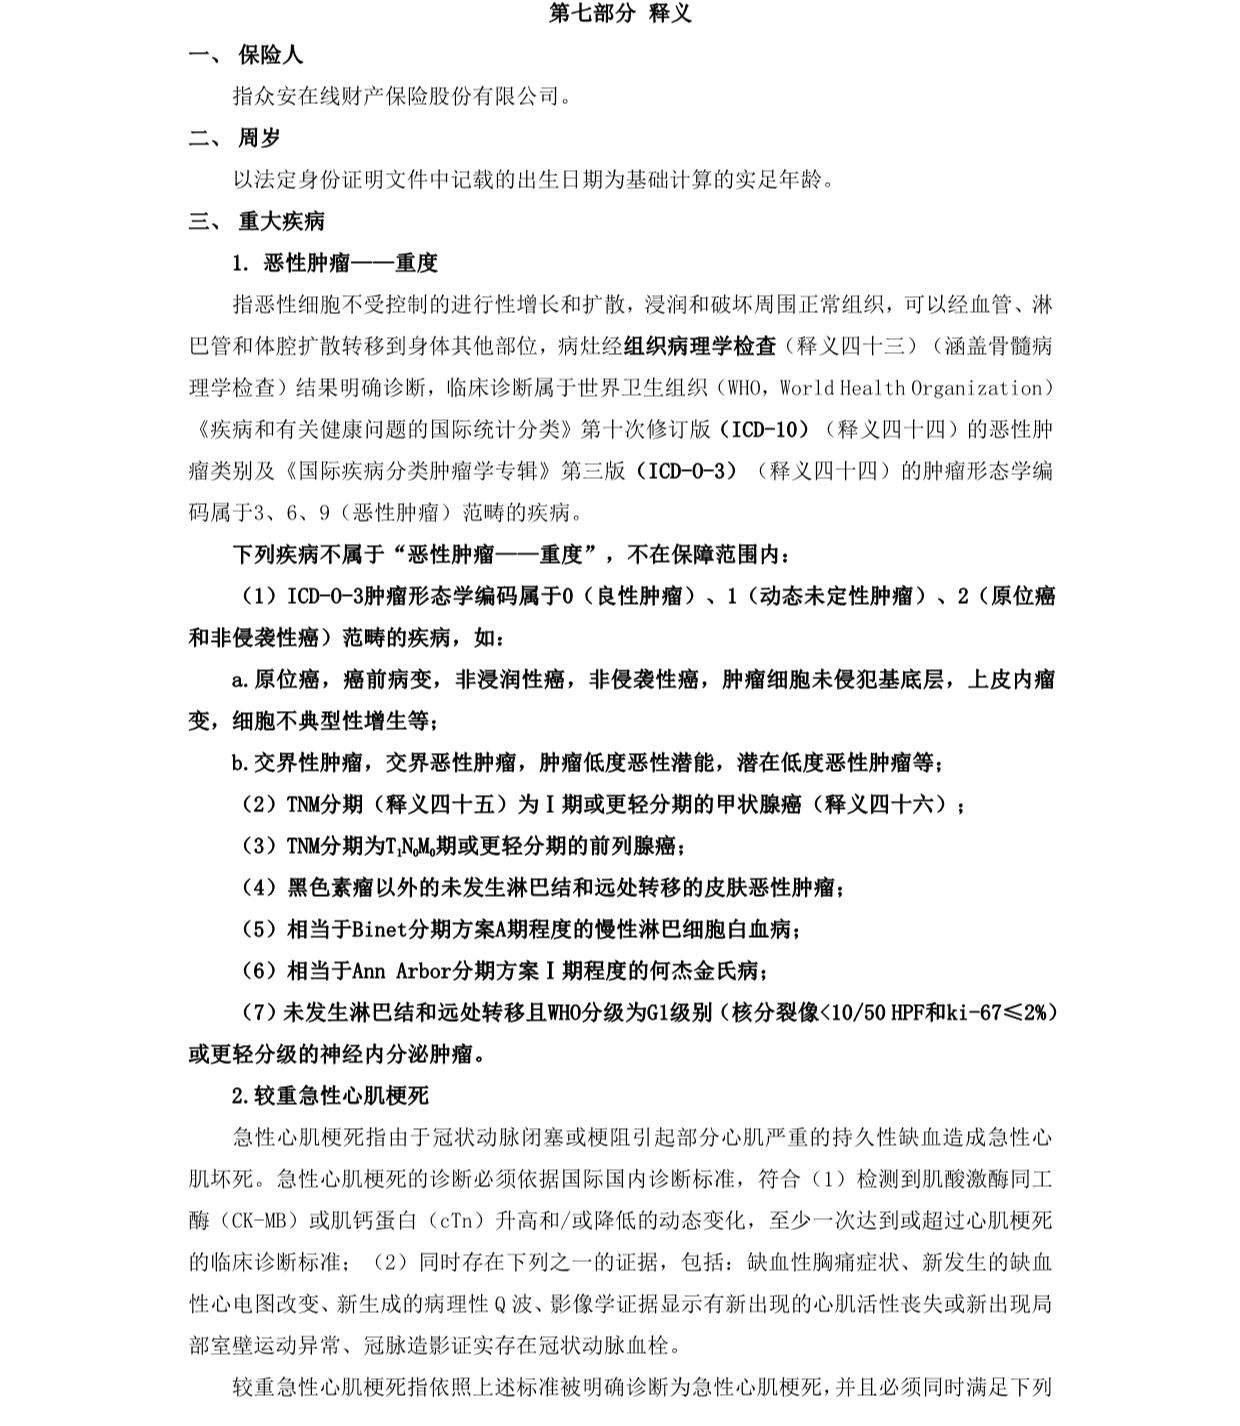 第七部分 释义
一、 保险人
指众安在线财产保险股份有限公司。
二、 周岁
以法定身份证明文件中记载的出生日期为基础计算的实足年龄。
三、 重大疾病
1. 恶性肿瘤——重度
指恶性细胞不受控制的进行性增长和扩散，浸润和破坏周围正常组织，可以经血管、淋
巴管和体腔扩散转移到身体其他部位，病灶经组织病理学检查（释义四十三）（涵盖骨髓病
理学检查）结果明确诊断，临床诊断属于世界卫生组织（WHO，World Health Organization）
《疾病和有关健康问题的国际统计分类》第十次修订版（ICD-10）（释义四十四）的恶性肿
瘤类别及《国际疾病分类肿瘤学专辑》第三版（ICD-O-3）（释义四十四）的肿瘤形态学编
码属于3、6、9（恶性肿瘤）范畴的疾病。
下列疾病不属于“恶性肿瘤——重度”，不在保障范围内：
（1）ICD-O-3肿瘤形态学编码属于0（良性肿瘤）、1（动态未定性肿瘤）、2（原位癌
和非侵袭性癌）范畴的疾病，如：
a.原位癌，癌前病变，非浸润性癌，非侵袭性癌，肿瘤细胞未侵犯基底层，上皮内瘤
变，细胞不典型性增生等；
b.交界性肿瘤，交界恶性肿瘤，肿瘤低度恶性潜能，潜在低度恶性肿瘤等；
（2）TNM分期（释义四十五）为Ⅰ期或更轻分期的甲状腺癌（释义四十六）；
（3）TNM分期为T₁N₀M₀期或更轻分期的前列腺癌；
（4）黑色素瘤以外的未发生淋巴结和远处转移的皮肤恶性肿瘤；
（5）相当于Binet分期方案A期程度的慢性淋巴细胞白血病；
（6）相当于Ann Arbor分期方案Ⅰ期程度的何杰金氏病；
（7）未发生淋巴结和远处转移且WHO分级为G1级别（核分裂像<10/50 HPF和ki-67≤2%）
或更轻分级的神经内分泌肿瘤。
2.较重急性心肌梗死
急性心肌梗死指由于冠状动脉闭塞或梗阻引起部分心肌严重的持久性缺血造成急性心
肌坏死。急性心肌梗死的诊断必须依据国际国内诊断标准，符合（1）检测到肌酸激酶同工
酶（CK-MB）或肌钙蛋白（cTn）升高和/或降低的动态变化，至少一次达到或超过心肌梗死
的临床诊断标准；（2）同时存在下列之一的证据，包括：缺血性胸痛症状、新发生的缺血
性心电图改变、新生成的病理性 Q 波、影像学证据显示有新出现的心肌活性丧失或新出现局
部室壁运动异常、冠脉造影证实存在冠状动脉血栓。
较重急性心肌梗死指依照上述标准被明确诊断为急性心肌梗死，并且必须同时满足下列